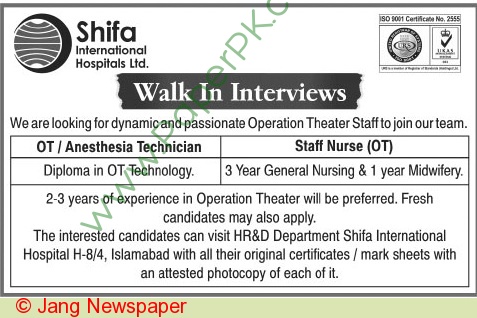 Shifa
International
Hospitals Ltd.
ISO 9001 Certificate No. 2555
URS
UKAS
Walk In Interviews
We are looking for dynamic and passionate Operation Theater Staff to join our team.
OT / Anesthesia Technician
Staff Nurse (OT)
Diploma in OT Technology.
3 Year General Nursing & 1 year Midwifery.
2-3 years of experience in Operation Theater will be preferred. Fresh
candidates may also apply.
The interested candidates can visit HR&D Department Shifa International
Hospital H-8/4, Islamabad with all their original certificates / mark sheets with
an attested photocopy of each of it.
www.PaperPK.com
© Jang Newspaper